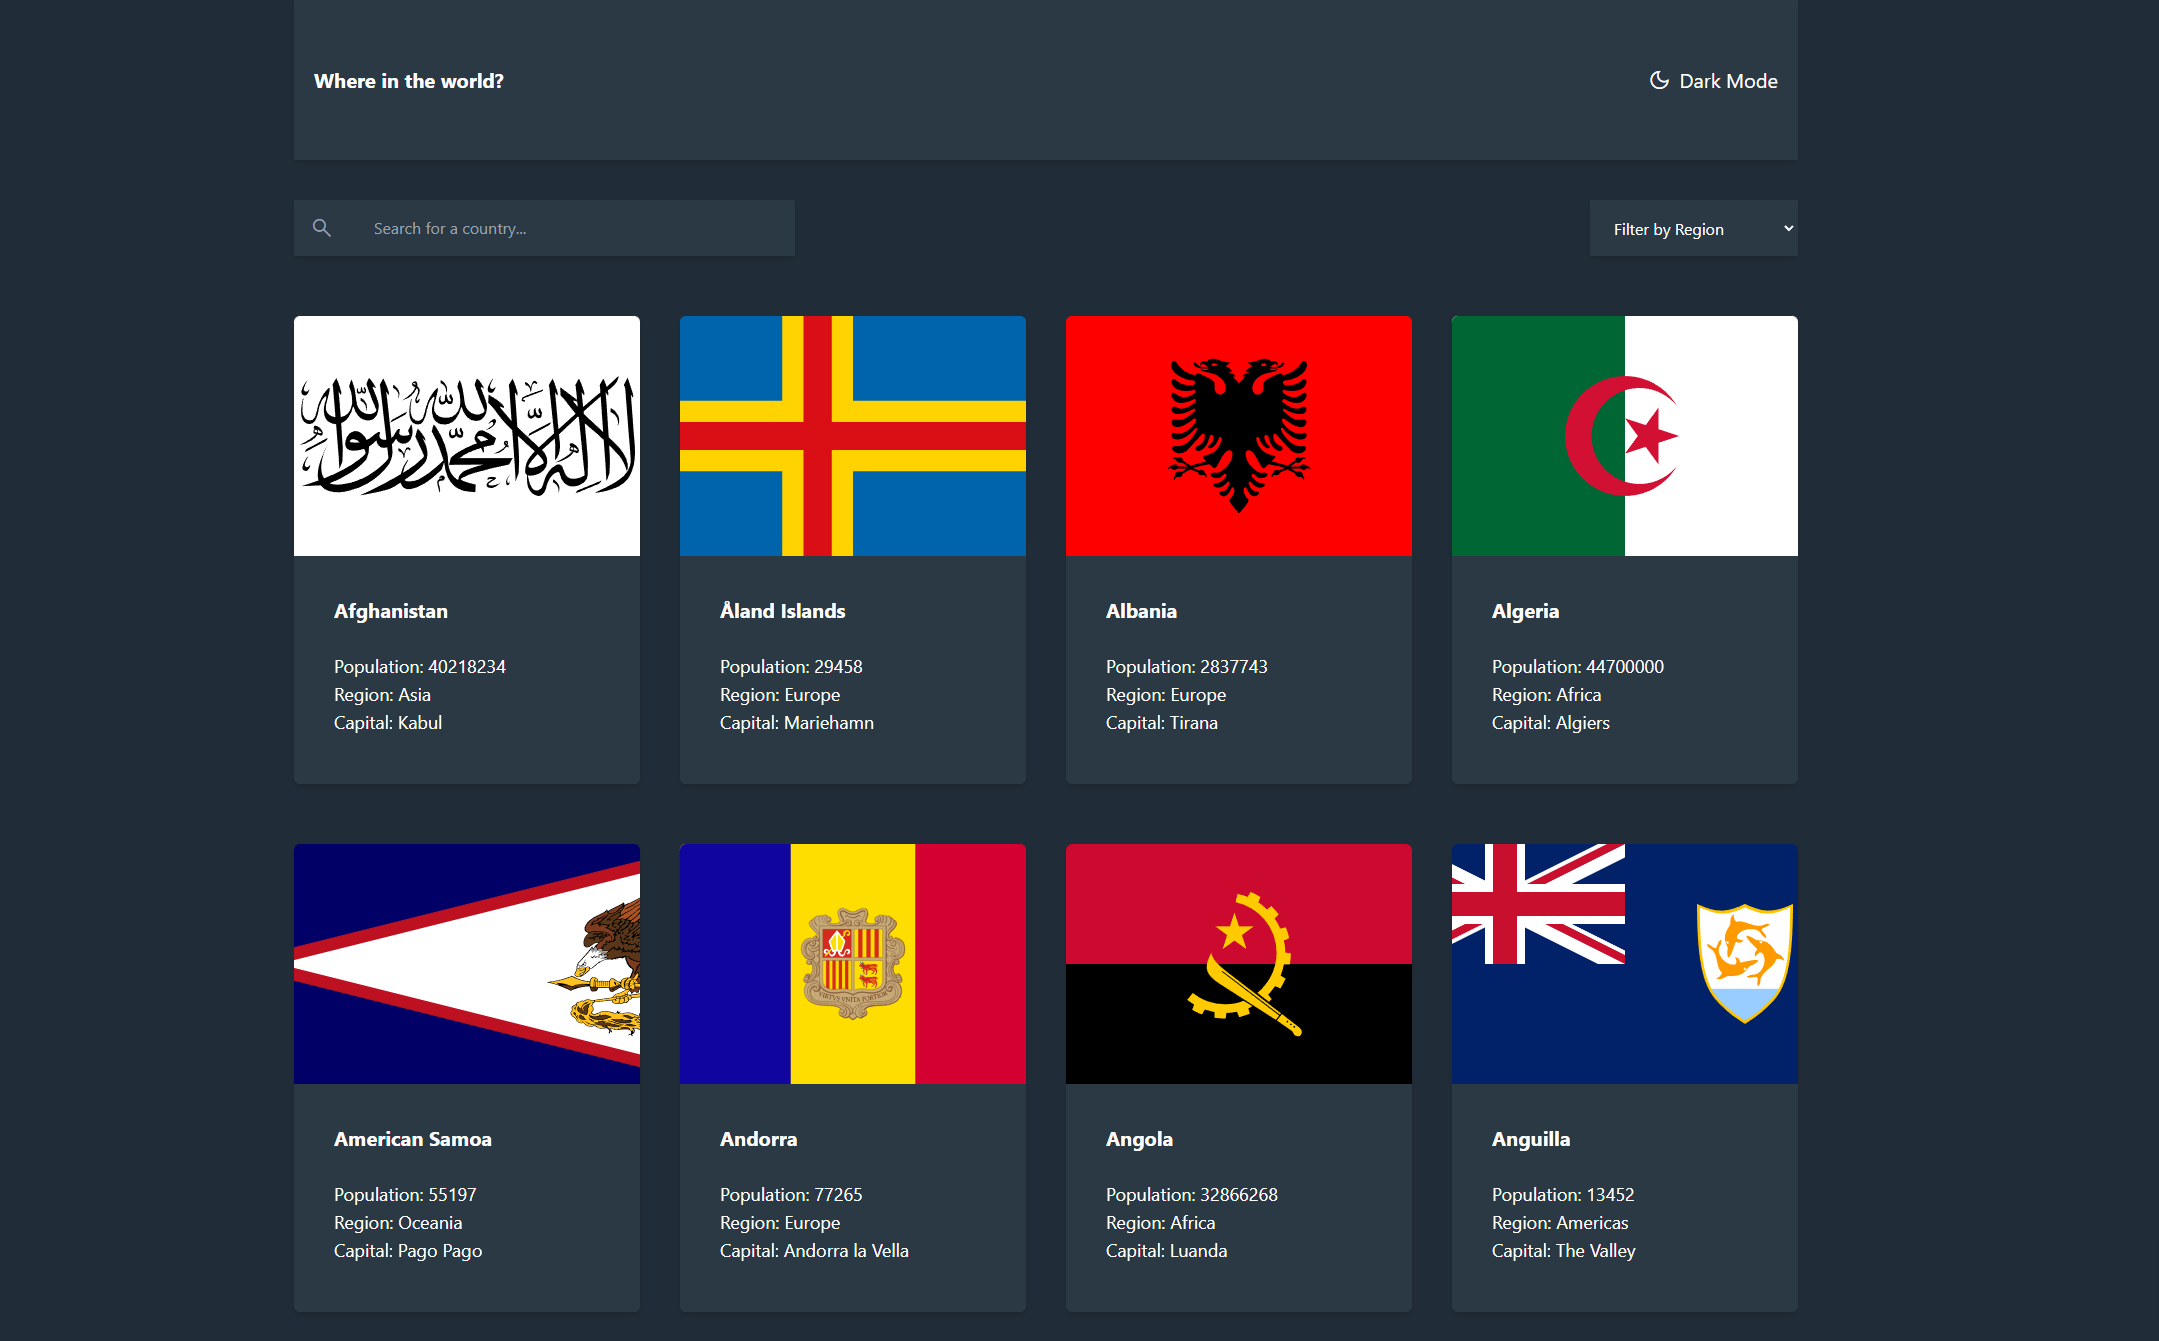 Where in the world?
Dark Mode
Search for a country...
Filter by Region
لا إله إلا الله محمد رسول الله
Afghanistan
Population: 40218234
Region: Asia
Capital: Kabul
Åland Islands
Population: 29458
Region: Europe
Capital: Mariehamn
Albania
Population: 2837743
Region: Europe
Capital: Tirana
Algeria
Population: 44700000
Region: Africa
Capital: Algiers
VIRTVS VNITA FORTIOR
American Samoa
Population: 55197
Region: Oceania
Capital: Pago Pago
Andorra
Population: 77265
Region: Europe
Capital: Andorra la Vella
Angola
Population: 32866268
Region: Africa
Capital: Luanda
Anguilla
Population: 13452
Region: Americas
Capital: The Valley